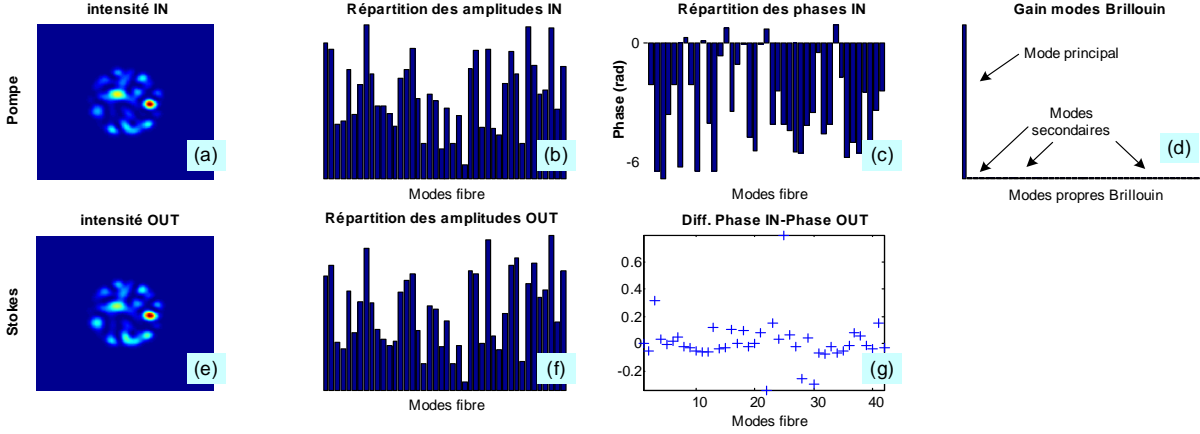 intensité IN
Répartition des amplitudes IN
Répartition des phases IN
Gain modes Brillouin
Pompe
(a)
(b)
Modes fibre
Phase (rad)
0
-6
(c)
Modes fibre
Mode principal
Modes
secondaires
(d)
Modes propres Brillouin
intensité OUT
Répartition des amplitudes OUT
Diff. Phase IN-Phase OUT
Stokes
(e)
(f)
Modes fibre
0.6
0.4
0.2
0
-0.2
10
20
30
40
(g)
Modes fibre